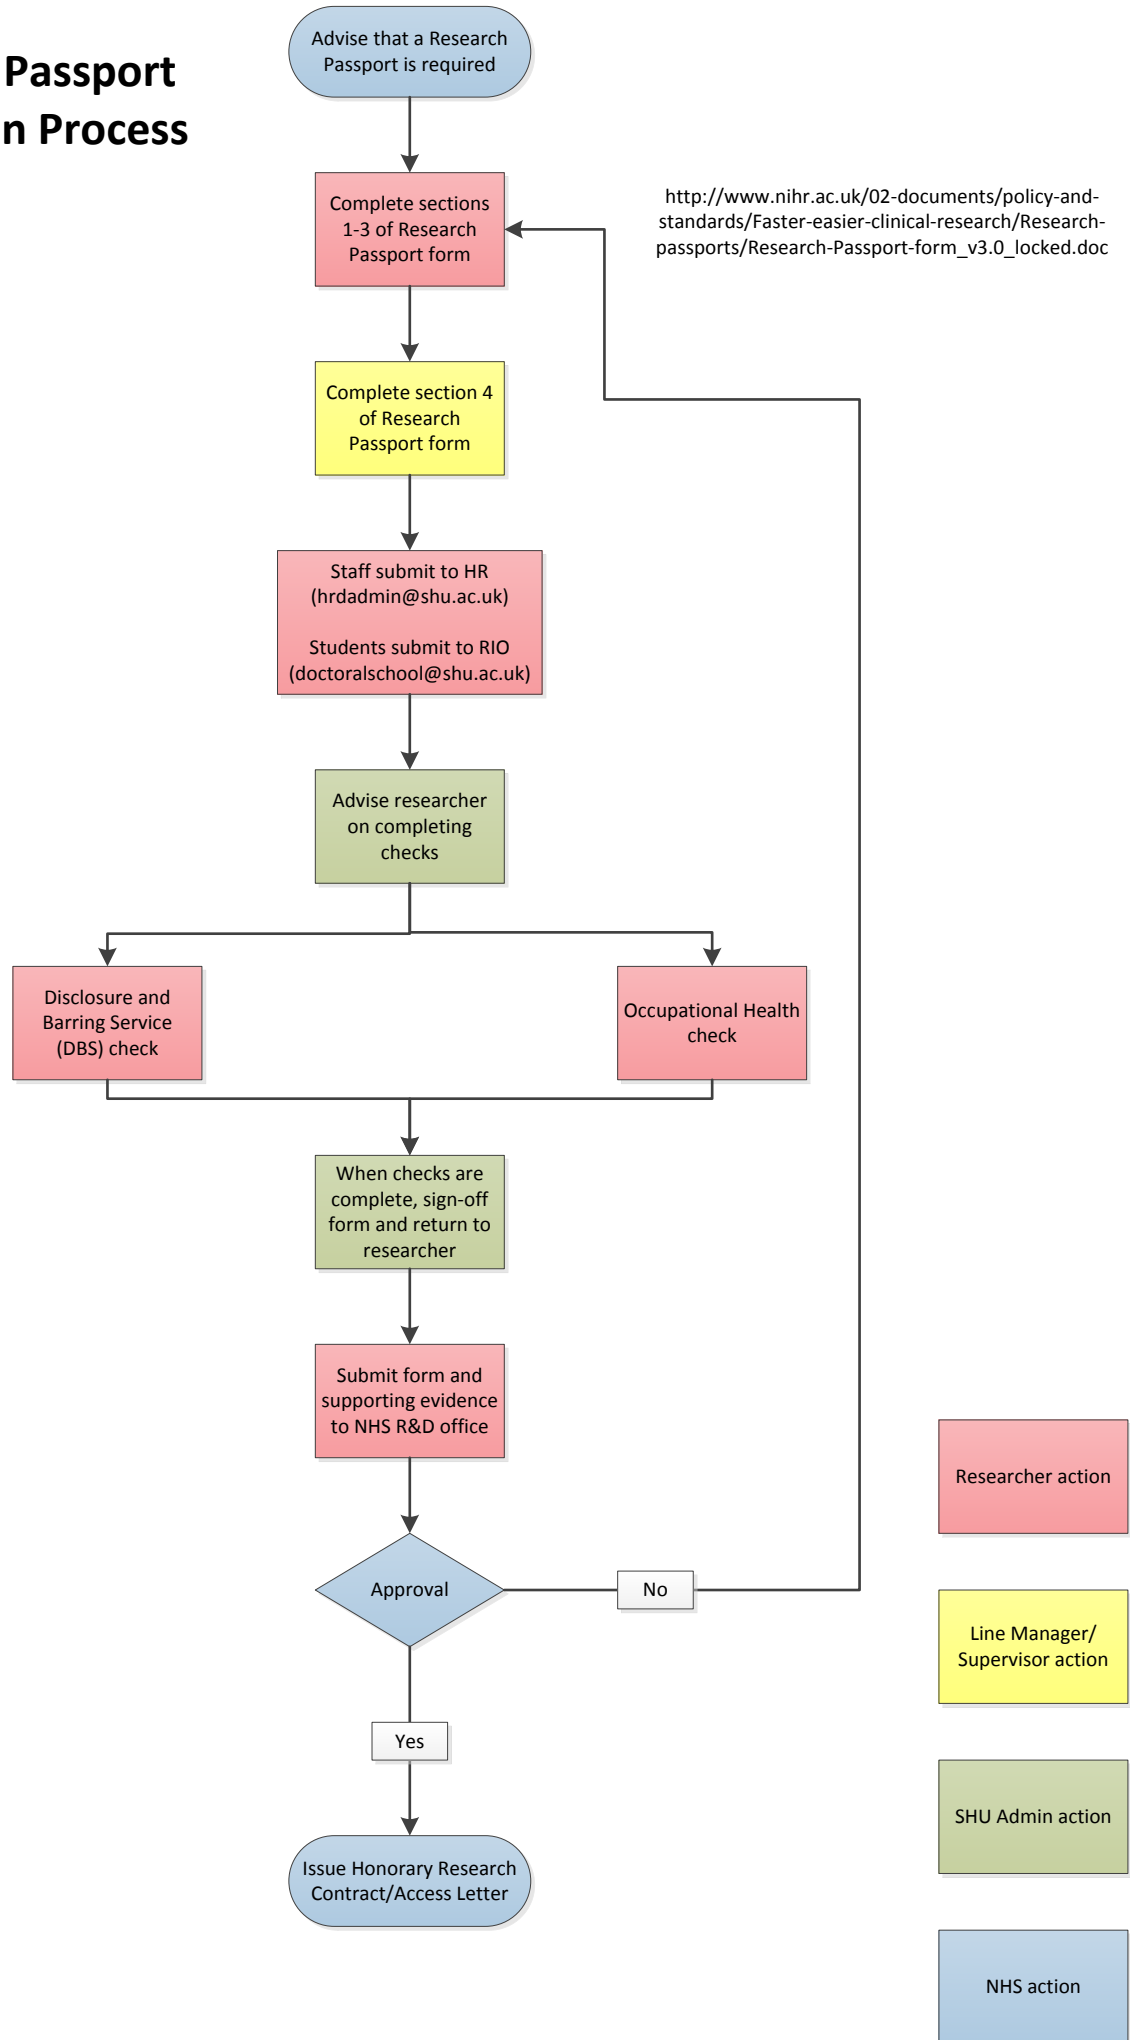 Passport
n Process
Advise that a Research
Passport is required
Complete sections
1-3 of Research
Passport form
http://www.nihr.ac.uk/02-documents/policy-and-
standards/Faster-easier-clinical-research/Research-
passports/Research-Passport-form_v3.0_locked.doc
Complete section 4
of Research
Passport form
Staff submit to HR
(hrdadmin@shu.ac.uk)
Students submit to RIO
(doctoralschool@shu.ac.uk)
Advise researcher
on completing
checks
Disclosure and
Barring Service
(DBS) check
Occupational Health
check
When checks are
complete, sign-off
form and return to
researcher
Submit form and
supporting evidence
to NHS R&D office
Approval
No
Yes
Issue Honorary Research
Contract/Access Letter
Researcher action
Line Manager/
Supervisor action
SHU Admin action
NHS action